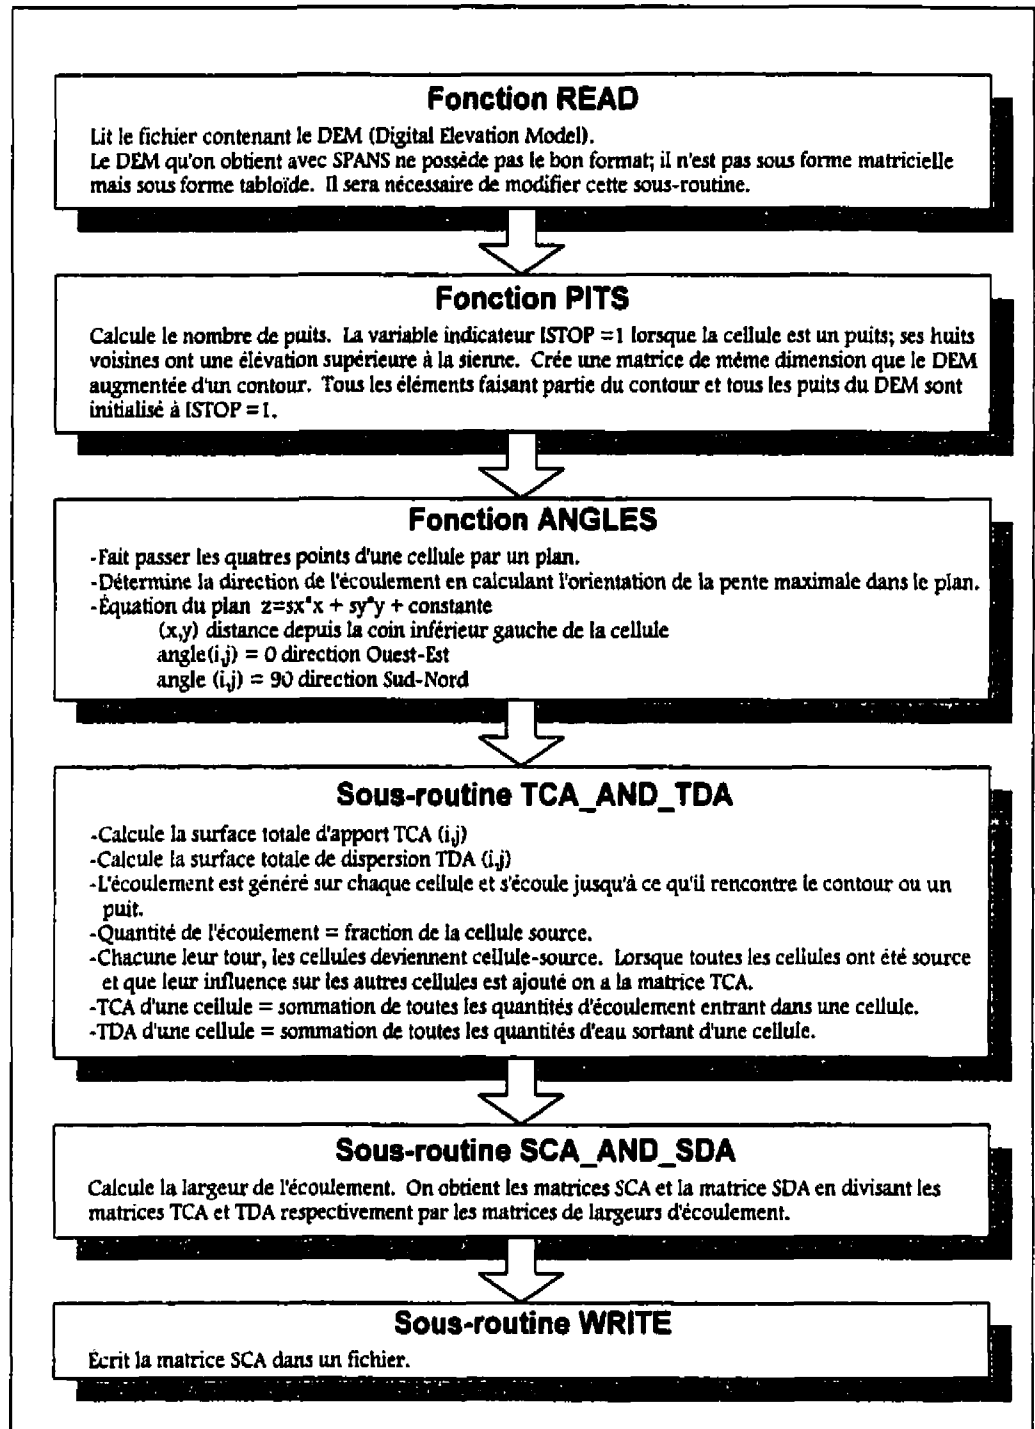 Fonction READ
Lit le fichier contenant le DEM (Digital Elevation Model).
Le DEM qu'on obtient avec SPANS ne possède pas le bon format; il n'est pas sous forme matricielle
mais sous forme tabloïde. Il sera nécessaire de modifier cette sous-routine.
Fonction PITS
Calcule le nombre de puits. La variable indicateur ISTOP =1 lorsque la cellule est un puits; ses huits
voisines ont une élévation supérieure à la sienne. Crée une matrice de même dimension que le DEM
augmentée d'un contour. Tous les éléments faisant partie du contour et tous les puits du DEM sont
initialisé à ISTOP =1.
Fonction ANGLES
-Fait passer les quatres points d'une cellule par un plan.
-Détermine la direction de l'écoulement en calculant l'orientation de la pente maximale dans le plan.
-Équation du plan z=sx*x + sy*y + constante
(x,y) distance depuis la coin inférieur gauche de la cellule
angle(i,j) = 0 direction Ouest-Est
angle (i,j) = 90 direction Sud-Nord
Sous-routine TCA_AND_TDA
-Calcule la surface totale d'apport TCA (i,j)
-Calcule la surface totale de dispersion TDA (i,j)
-L'écoulement est généré sur chaque cellule et s'écoule jusqu'à ce qu'il rencontre le contour ou un
puit.
-Quantité de l'écoulement = fraction de la cellule source.
-Chacune leur tour, les cellules deviennent cellule-source. Lorsque toutes les cellules ont été source
et que leur influence sur les autres cellules est ajouté on a la matrice TCA.
-TCA d'une cellule = sommation de toutes les quantités d'écoulement entrant dans une cellule.
-TDA d'une cellule = sommation de toutes les quantités d'eau sortant d'une cellule.
Sous-routine SCA_AND_SDA
Calcule la largeur de l'écoulement. On obtient les matrices SCA et la matrice SDA en divisant les
matrices TCA et TDA respectivement par les matrices de largeurs d'écoulement.
Sous-routine WRITE
Écrit la matrice SCA dans un fichier.